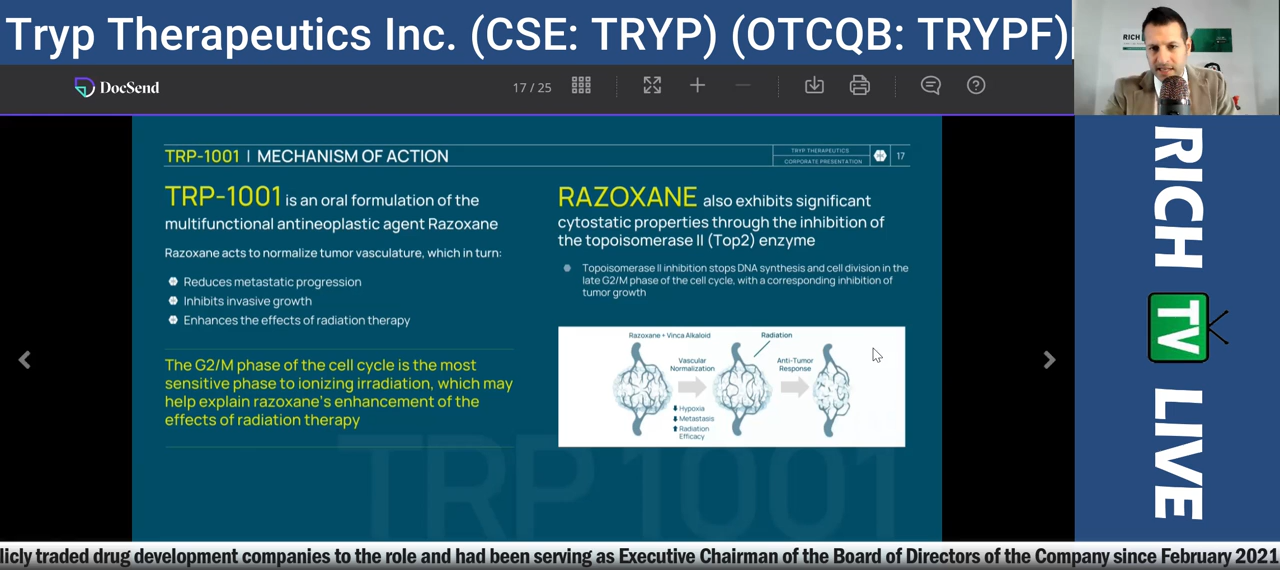 Tryp Therapeutics Inc. (CSE: TRYP) (OTCQB: TRYPF)
RICH
DocSend
17 / 25
TRP-1001 | MECHANISM OF ACTION
TRYP THERAPEUTICS
CORPORATE PRESENTATION
17
TRP-1001 is an oral formulation of the
multifunctional antineoplastic agent Razoxane
Razoxane acts to normalize tumor vasculature, which in turn:
Reduces metastatic progression
Inhibits invasive growth
Enhances the effects of radiation therapy
The G2/M phase of the cell cycle is the most
sensitive phase to ionizing irradiation, which may
help explain razoxane's enhancement of the
effects of radiation therapy
RAZOXANE also exhibits significant
cytostatic properties through the inhibition of
the topoisomerase II (Top2) enzyme
Topoisomerase II inhibition stops DNA synthesis and cell division in the
late G2/M phase of the cell cycle, with a corresponding inhibition of
tumor growth
Razoxane + Vinca Alkaloid
Radiation
Vascular
Normalization
Anti-Tumor
Response
Hypoxia
Metastasis
Radiation
Efficacy
TRP 1001
RICH
TV
LIVE
licly traded drug development companies to the role and had been serving as Executive Chairman of the Board of Directors of the Company since February 2021